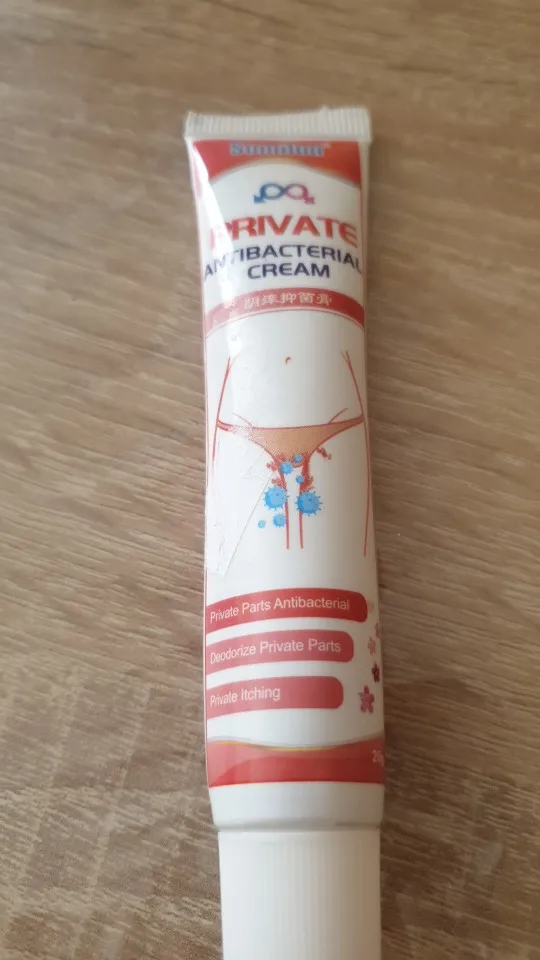 PRIVATE
ANTIBACTERIAL
CREAM
阴痒抑菌膏
Private Parts Antibacterial
Deodorize Private Parts
Private Itching